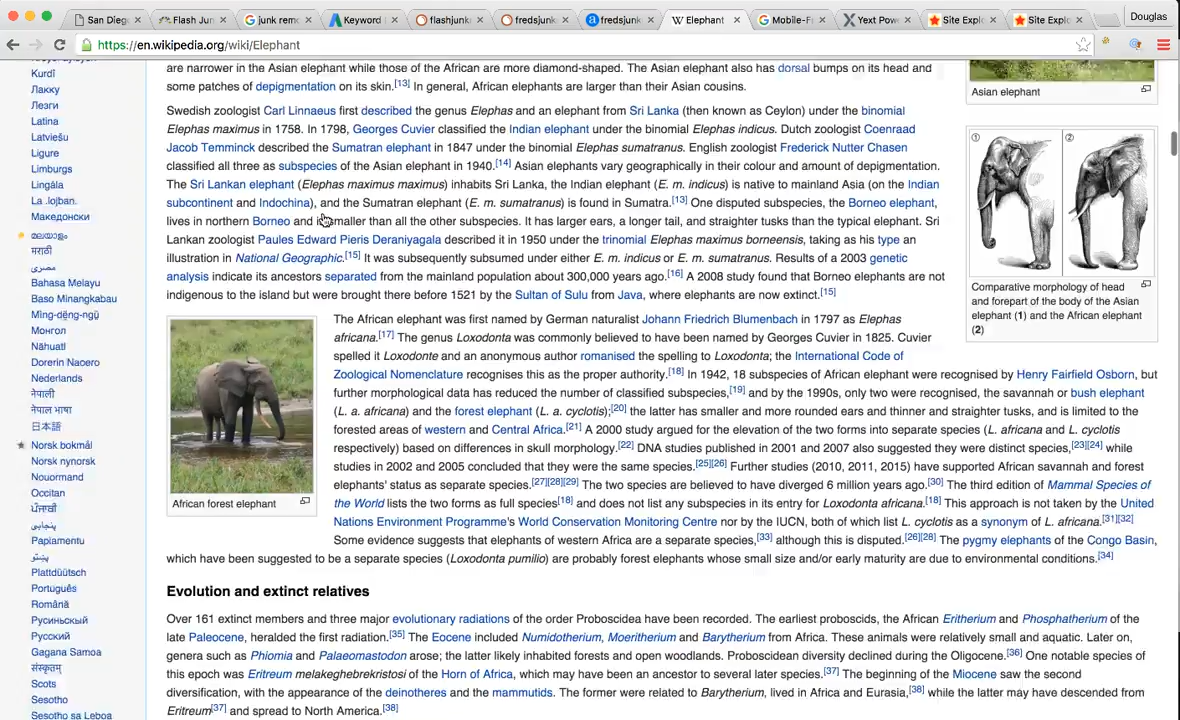 San Dieg
Flash Jun
junk rem
Keyword
flashjunk
fredsjunk
fredsjunk
Elephant
Mobile-F
Yext Pow
Site Explo
Site Explo
Douglas
https://en.wikipedia.org/wiki/Elephant
Kurdî
Лакку
Лезги
Latina
Latviešu
Ligure
Limburgs
Lingála
La .lojban.
Македонски
മലയാളം
मराठी
مصرى
Bahasa Melayu
Baso Minangkabau
Mìng-dĕ̤ng-ngṳ̄
Монгол
Nāhuatl
Dorerin Naoero
Nederlands
नेपाली
नेपाल भाषा
日本語
Norsk bokmål
Norsk nynorsk
Nouormand
Occitan
ਪੰਜਾਬੀ
پنجابی
Papiamentu
پښتو
Plattdüütsch
Português
Română
Русиньскый
Русский
Gagana Samoa
संस्कृतम्
Scots
Sesotho
Sesotho sa Leboa
are narrower in the Asian elephant while those of the African are more diamond-shaped. The Asian elephant also has dorsal bumps on its head and
some patches of depigmentation on its skin.[13] In general, African elephants are larger than their Asian cousins.
Swedish zoologist Carl Linnaeus first described the genus Elephas and an elephant from Sri Lanka (then known as Ceylon) under the binomial
Elephas maximus in 1758. In 1798, Georges Cuvier classified the Indian elephant under the binomial Elephas indicus. Dutch zoologist Coenraad
Jacob Temminck described the Sumatran elephant in 1847 under the binomial Elephas sumatranus. English zoologist Frederick Nutter Chasen
classified all three as subspecies of the Asian elephant in 1940.[14] Asian elephants vary geographically in their colour and amount of depigmentation.
The Sri Lankan elephant (Elephas maximus maximus) inhabits Sri Lanka, the Indian elephant (E. m. indicus) is native to mainland Asia (on the Indian
subcontinent and Indochina), and the Sumatran elephant (E. m. sumatranus) is found in Sumatra.[13] One disputed subspecies, the Borneo elephant,
lives in northern Borneo and is smaller than all the other subspecies. It has larger ears, a longer tail, and straighter tusks than the typical elephant. Sri
Lankan zoologist Paules Edward Pieris Deraniyagala described it in 1950 under the trinomial Elephas maximus borneensis, taking as his type an
illustration in National Geographic.[15] It was subsequently subsumed under either E. m. indicus or E. m. sumatranus. Results of a 2003 genetic
analysis indicate its ancestors separated from the mainland population about 300,000 years ago.[16] A 2008 study found that Borneo elephants are not
indigenous to the island but were brought there before 1521 by the Sultan of Sulu from Java, where elephants are now extinct.[15]
The African elephant was first named by German naturalist Johann Friedrich Blumenbach in 1797 as Elephas
africana.[17] The genus Loxodonta was commonly believed to have been named by Georges Cuvier in 1825. Cuvier
spelled it Loxodonte and an anonymous author romanised the spelling to Loxodonta; the International Code of
Zoological Nomenclature recognises this as the proper authority.[18] In 1942, 18 subspecies of African elephant were recognised by Henry Fairfield Osborn, but
further morphological data has reduced the number of classified subspecies,[19] and by the 1990s, only two were recognised, the savannah or bush elephant
(L. a. africana) and the forest elephant (L. a. cyclotis);[20] the latter has smaller and more rounded ears and thinner and straighter tusks, and is limited to the
forested areas of western and Central Africa.[21] A 2000 study argued for the elevation of the two forms into separate species (L. africana and L. cyclotis
respectively) based on differences in skull morphology.[22] DNA studies published in 2001 and 2007 also suggested they were distinct species,[23][24] while
studies in 2002 and 2005 concluded that they were the same species.[25][26] Further studies (2010, 2011, 2015) have supported African savannah and forest
elephants' status as separate species.[27][28][29] The two species are believed to have diverged 6 million years ago.[30] The third edition of Mammal Species of
the World lists the two forms as full species[18] and does not list any subspecies in its entry for Loxodonta africana.[18] This approach is not taken by the United
Nations Environment Programme's World Conservation Monitoring Centre nor by the IUCN, both of which list L. cyclotis as a synonym of L. africana.[31][32]
Some evidence suggests that elephants of western Africa are a separate species,[33] although this is disputed.[26][28] The pygmy elephants of the Congo Basin,
which have been suggested to be a separate species (Loxodonta pumilio) are probably forest elephants whose small size and/or early maturity are due to environmental conditions.[34]
African forest elephant
Evolution and extinct relatives
Over 161 extinct members and three major evolutionary radiations of the order Proboscidea have been recorded. The earliest proboscids, the African Eritherium and Phosphatherium of the
late Paleocene, heralded the first radiation.[35] The Eocene included Numidotherium, Moeritherium and Barytherium from Africa. These animals were relatively small and aquatic. Later on,
genera such as Phiomia and Palaeomastodon arose; the latter likely inhabited forests and open woodlands. Proboscidean diversity declined during the Oligocene.[36] One notable species of
this epoch was Eritreum melakeghebrekristosi of the Horn of Africa, which may have been an ancestor to several later species.[37] The beginning of the Miocene saw the second
diversification, with the appearance of the deinotheres and the mammutids. The former were related to Barytherium, lived in Africa and Eurasia,[38] while the latter may have descended from
Eritreum[37] and spread to North America.[38]
Asian elephant
① ②
Comparative morphology of head
and forepart of the body of the Asian
elephant (1) and the African elephant
(2)